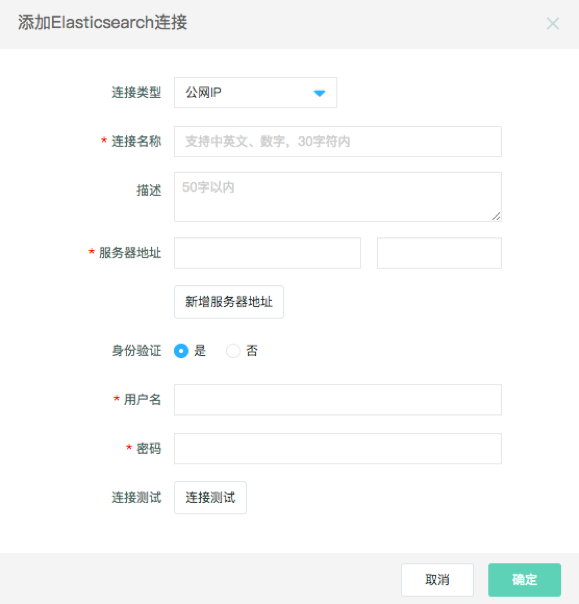 添加Elasticsearch连接
连接类型 公网IP
* 连接名称 支持中英文、数字，30字符内
描述 50字以内
* 服务器地址
新增服务器地址
身份验证 是 否
* 用户名
* 密码
连接测试 连接测试
取消 确定